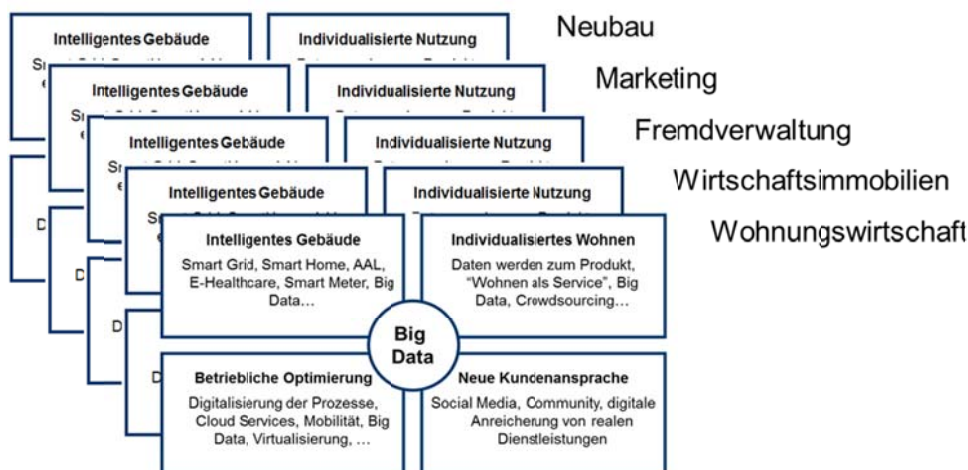 Intelligentes Gebäude
Individualisierte Nutzung
Neubau
Intelligentes Gebäude
Individualisierte Nutzung
Marketing
Intelligentes Gebäude
Individualisierte Nutzung
Fremdverwaltung
Intelligentes Gebäude
Individualisierte Nutzung
Wirtschaftsimmobilien
Wohnungswirtschaft
Intelligentes Gebäude
Smart Grid, Smart Home, AAL,
E-Healthcare, Smart Meter, Big
Data…
Individualisiertes Wohnen
Daten werden zum Produkt,
“Wohnen als Service”, Big
Data, Crowdsourcing…
Big
Data
Betriebliche Optimierung
Digitalisierung der Prozesse,
Cloud Services, Mobilität, Big
Data, Virtualisierung, …
Neue Kundenansprache
Social Media, Community, digitale
Anreicherung von realen
Dienstleistungen